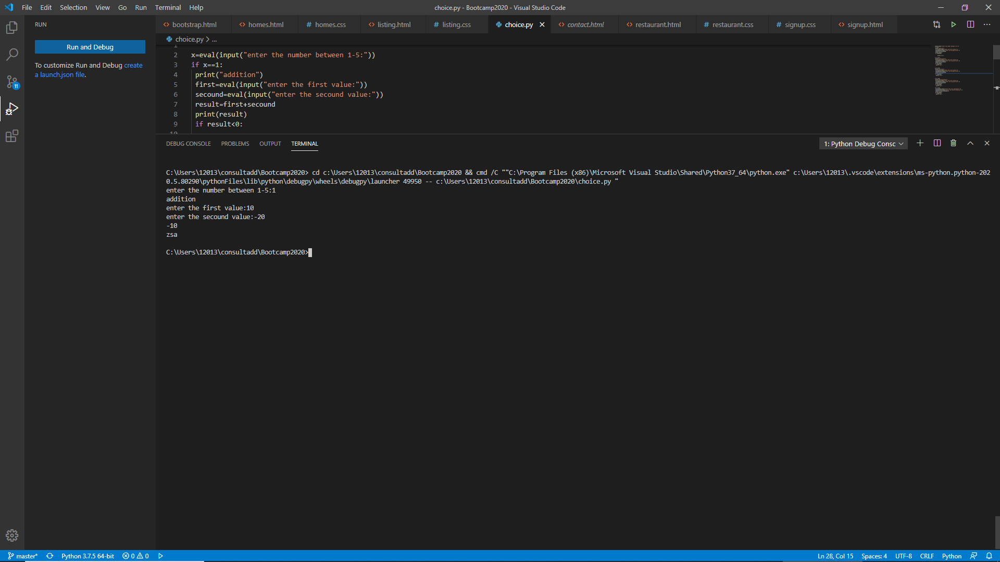 File Edit Selection View Go Run Terminal Help
choice.py - Bootcamp2020 - Visual Studio Code
RUN
Run and Debug
To customize Run and Debug create
a launch.json file.
11
bootstrap.html
homes.html
# homes.css
listing.html
# listing.css
choice.py
contact.html
restaurant.html
# restaurant.css
# signup.css
signup.html
choice.py > ...
1
2 x=eval(input("enter the number between 1-5:"))
3 if x==1:
4 print("addition")
5 first=eval(input("enter the first value:"))
6 secound=eval(input("enter the secound value:"))
7 result=first+secound
8 print(result)
9 if result<0:
10
DEBUG CONSOLE PROBLEMS OUTPUT TERMINAL
1: Python Debug Consc
C:\Users\12013\consultadd\Bootcamp2020> cd c:\Users\12013\consultadd\Bootcamp2020 && cmd /C ""C:\Program Files (x86)\Microsoft Visual Studio\Shared\Python37_64\python.exe" c:\Users\12013\.vscode\extensions\ms-python.python-202
0.5.80290\pythonFiles\lib\python\debugpy\wheels\debugpy\launcher 49950 -- c:\Users\12013\consultadd\Bootcamp2020\choice.py "
enter the number between 1-5:1
addition
enter the first value:10
enter the secound value:-20
-10
zsa
C:\Users\12013\consultadd\Bootcamp2020>
master* Python 3.7.5 64-bit 0 0
Ln 28, Col 15 Spaces: 4 UTF-8 CRLF Python